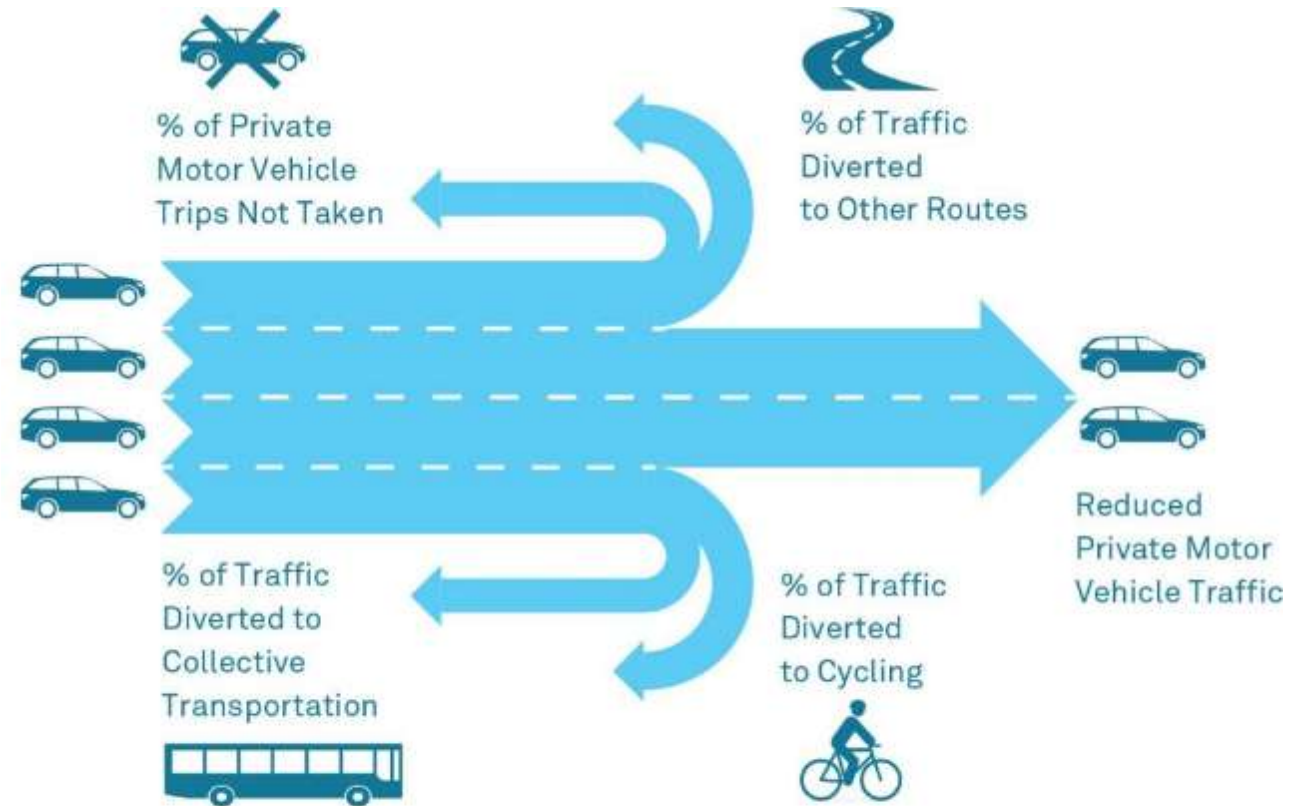 % of Private
Motor Vehicle
Trips Not Taken
% of Traffic
Diverted
to Other Routes
Reduced
Private Motor
Vehicle Traffic
% of Traffic
Diverted to
Collective
Transportation
% of Traffic
Diverted
to Cycling